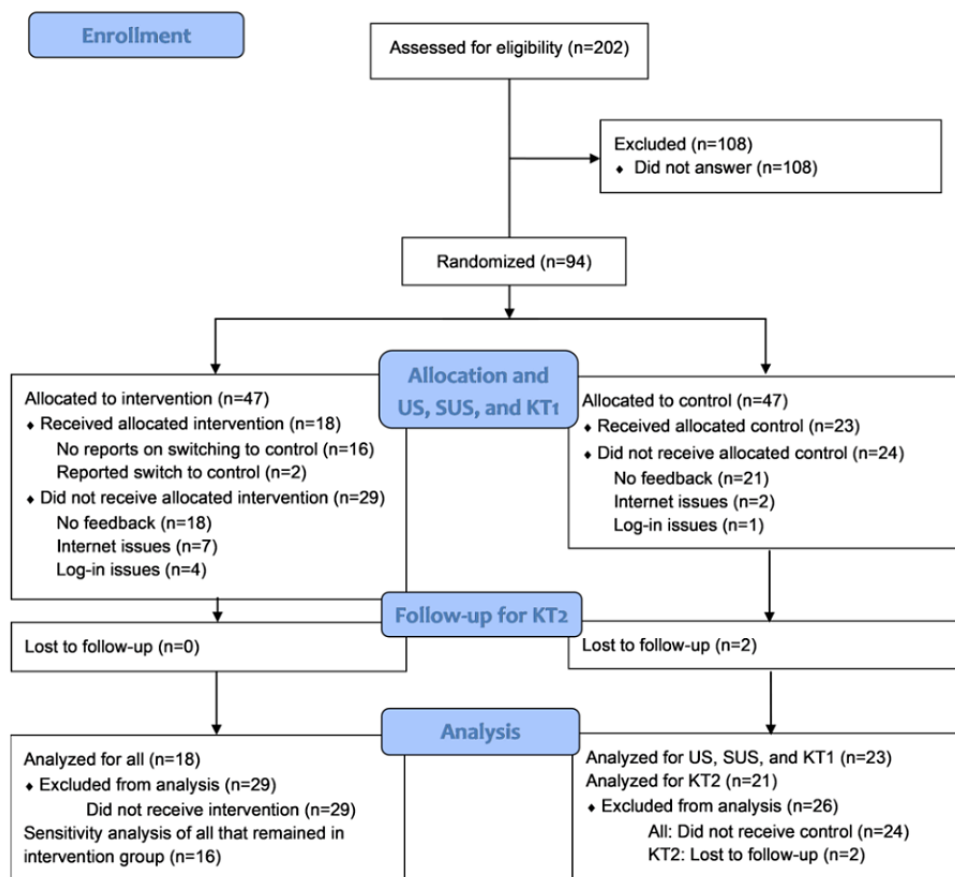 Enrollment
Assessed for eligibility (n=202)
Excluded (n=108)
♦ Did not answer (n=108)
Randomized (n=94)
Allocation and
US, SUS, and KT1
Allocated to intervention (n=47)
♦ Received allocated intervention (n=18)
No reports on switching to control (n=16)
Reported switch to control (n=2)
♦ Did not receive allocated intervention (n=29)
No feedback (n=18)
Internet issues (n=7)
Log-in issues (n=4)
Allocated to control (n=47)
♦ Received allocated control (n=23)
♦ Did not receive allocated control (n=24)
No feedback (n=21)
Internet issues (n=2)
Log-in issues (n=1)
Follow-up for KT2
Lost to follow-up (n=0)
Lost to follow-up (n=2)
Analysis
Analyzed for all (n=18)
♦ Excluded from analysis (n=29)
Did not receive intervention (n=29)
Sensitivity analysis of all that remained in
intervention group (n=16)
Analyzed for US, SUS, and KT1 (n=23)
Analyzed for KT2 (n=21)
♦ Excluded from analysis (n=26)
All: Did not receive control (n=24)
KT2: Lost to follow-up (n=2)